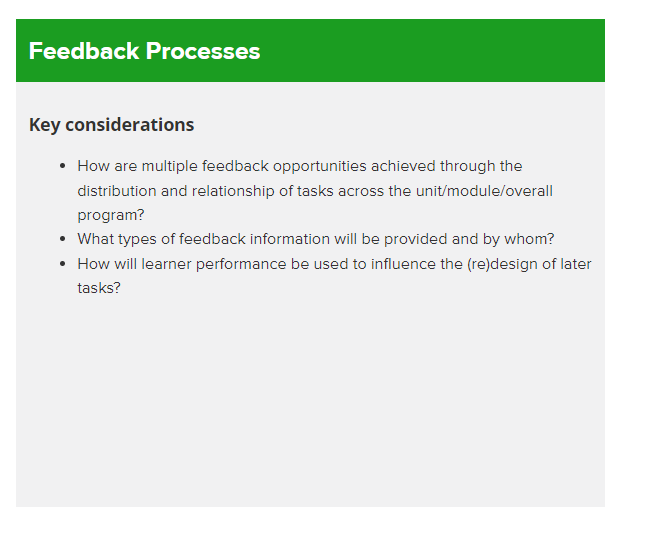 Feedback Processes
Key considerations
• How are multiple feedback opportunities achieved through the
distribution and relationship of tasks across the unit/module/overall
program?
• What types of feedback information will be provided and by whom?
• How will learner performance be used to influence the (re)design of later
tasks?